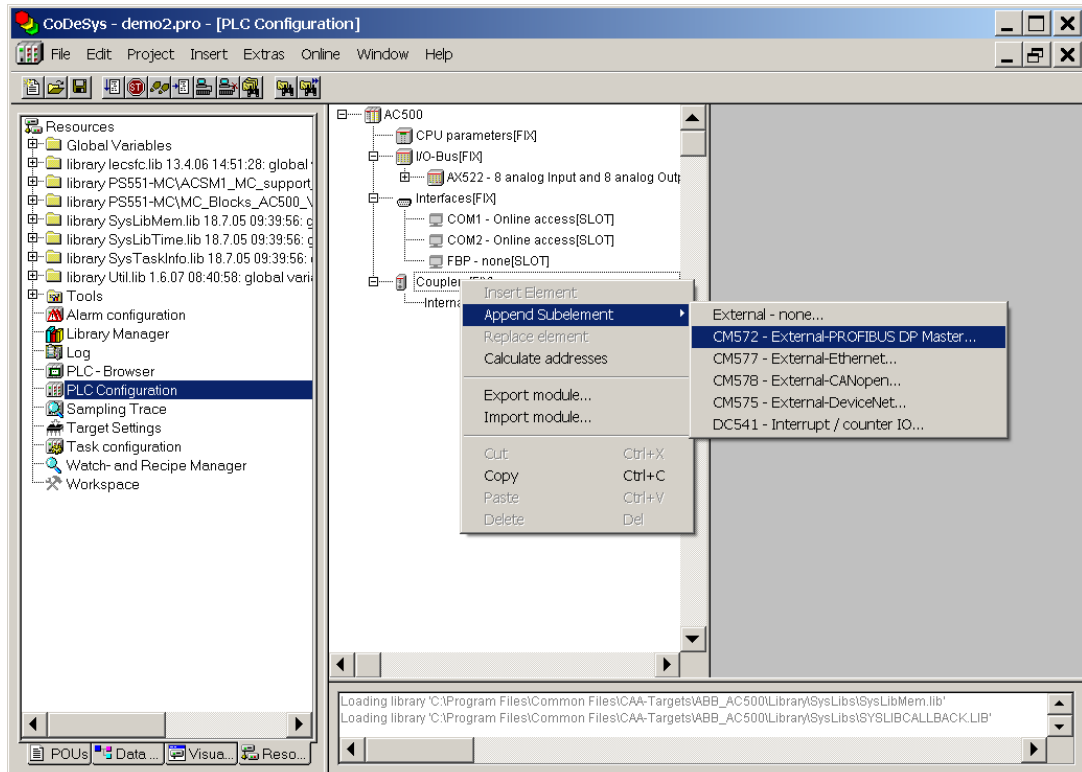 CoDeSys - demo2.pro - [PLC Configuration]
File Edit Project Insert Extras Online Window Help
Resources
Global Variables
library Iecsfc.lib 13.4.06 14:51:28: global
library PS551-MC\ACSM1_MC_support
library PS551-MC\MC_Blocks_AC500_
library SysLibMem.lib 18.7.05 09:39:56: g
library SysLibTime.lib 18.7.05 09:39:56: g
library SysTaskInfo.lib 18.7.05 09:39:56:
library Util.lib 1.6.07 08:40:58: global vari
Tools
Alarm configuration
Library Manager
Log
PLC - Browser
PLC Configuration
Sampling Trace
Target Settings
Task configuration
Watch- and Recipe Manager
Workspace
POUs Data ... Visua... Reso...
AC500
CPU parameters[FIX]
I/O-Bus[FIX]
AX522 - 8 analog Input and 8 analog Outp
Interfaces[FIX]
COM1 - Online access[SLOT]
COM2 - Online access[SLOT]
FBP - none[SLOT]
Coupler
Interna
Insert Element
Append Subelement
Replace element
Calculate addresses
Export module...
Import module...
Cut Ctrl+X
Copy Ctrl+C
Paste Ctrl+V
Delete Del
External - none...
CM572 - External-PROFIBUS DP Master...
CM577 - External-Ethernet...
CM578 - External-CANopen...
CM575 - External-DeviceNet...
DC541 - Interrupt / counter IO...
Loading library 'C:\Program Files\Common Files\CAA-Targets\ABB_AC500\Library\SysLibs\SysLibMem.lib'
Loading library 'C:\Program Files\Common Files\CAA-Targets\ABB_AC500\Library\SysLibs\SYSLIBCALLBACK.LIB'